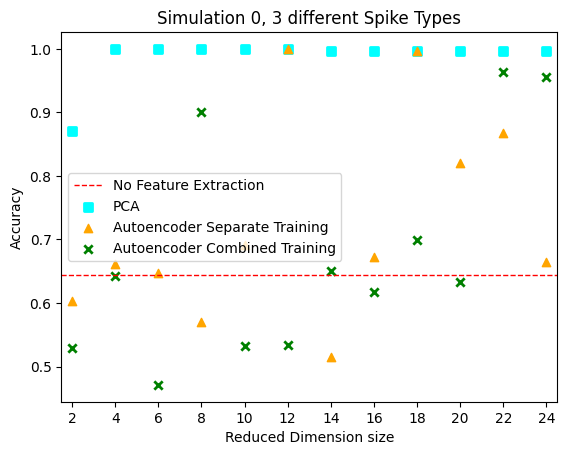 Simulation 0, 3 different Spike Types
1.0
0.9
0.8
0.7
0.6
0.5
Accuracy
No Feature Extraction
PCA
Autoencoder Separate Training
Autoencoder Combined Training
2 4 6 8 10 12 14 16 18 20 22 24
Reduced Dimension size